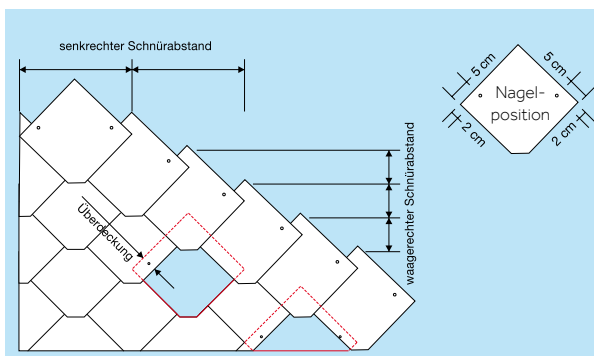 senkrechter Schnürabstand
5 cm
5 cm
Nagel-
position
2 cm
2 cm
waagerechter Schnürabstand
Überdeckung